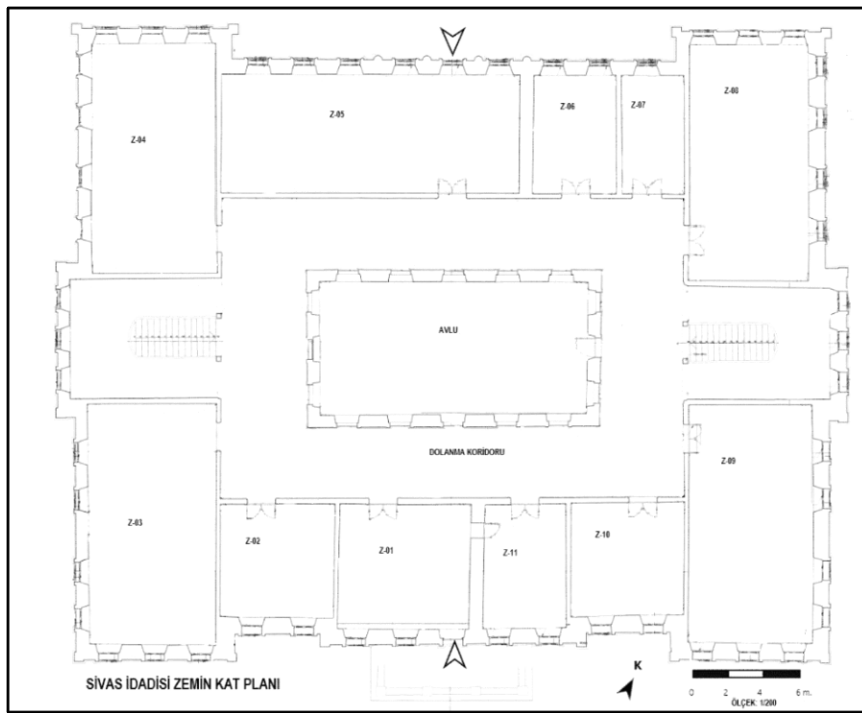 Z-04
Z-05
Z-06
Z-07
Z-08
AVLU
DOLANMA KORİDORU
Z-03
Z-02
Z-01
Z-11
Z-10
Z-09
SİVAS İDADİSİ ZEMİN KAT PLANI
K
0 2 4 6 m.
ÖLÇEK: 1/200